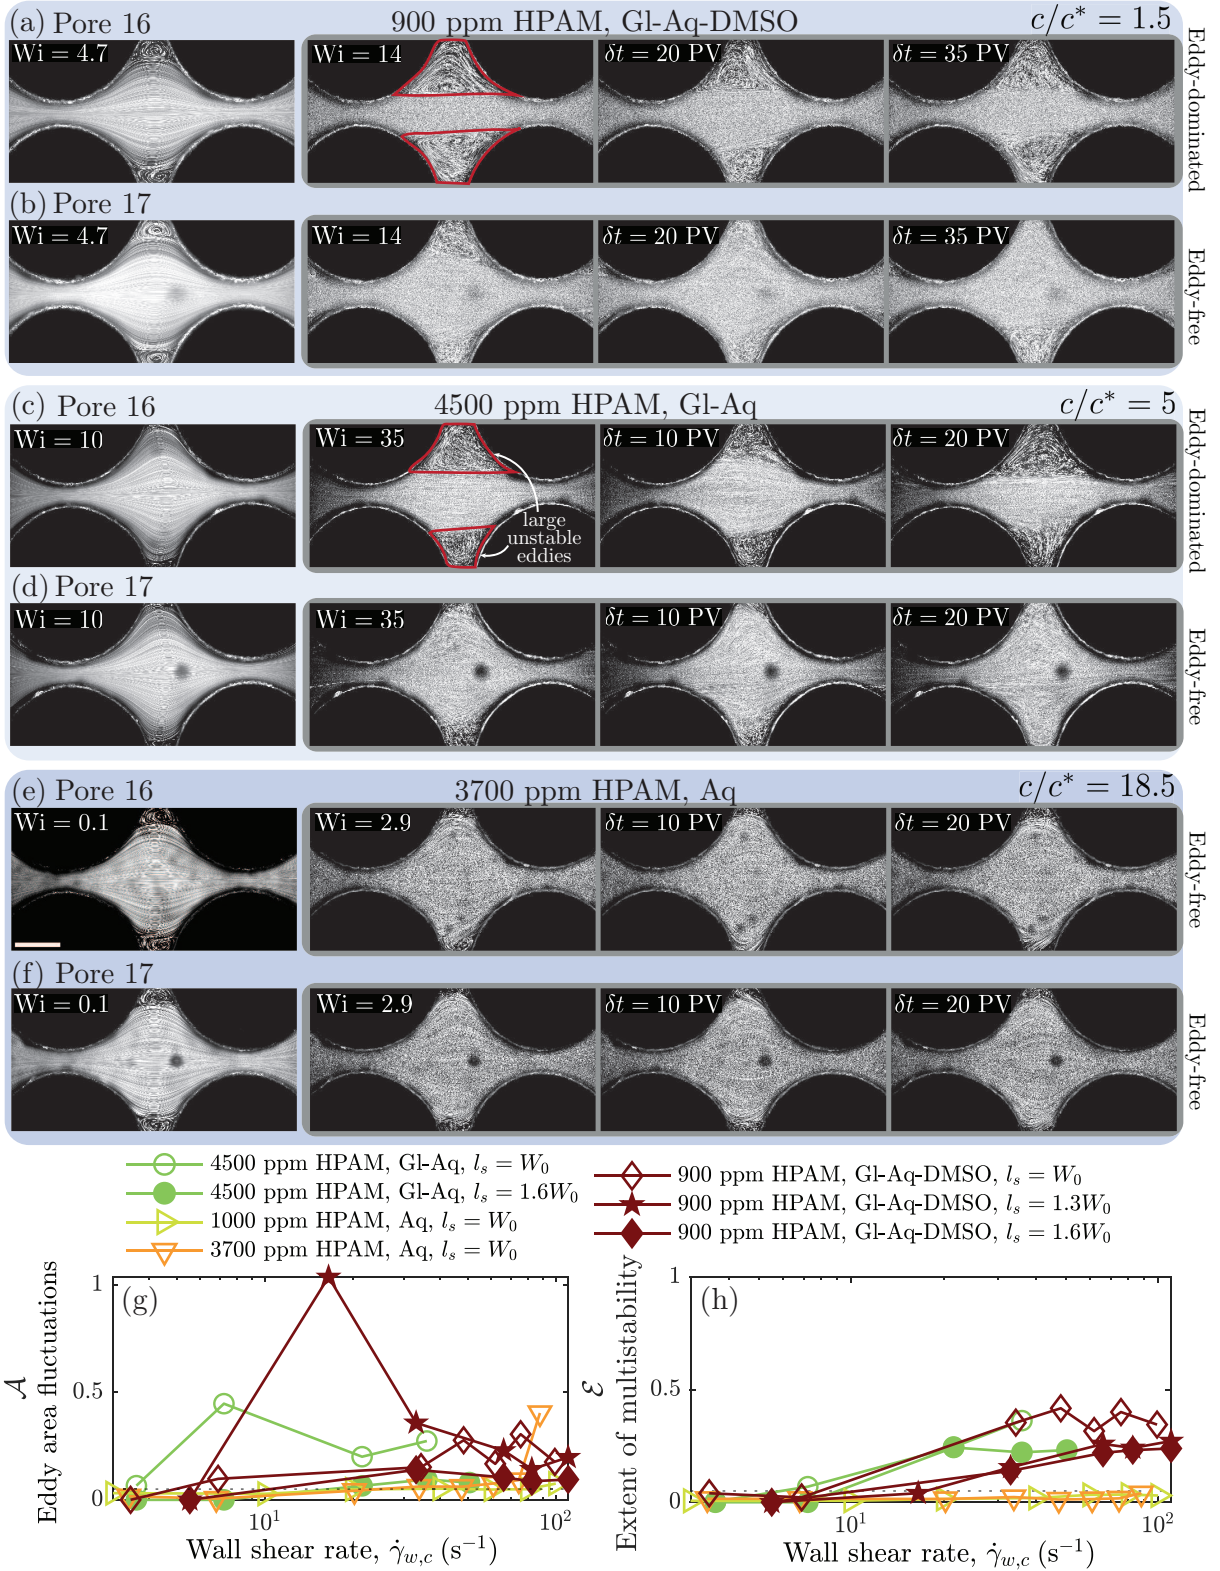 (a) Pore 16 900 ppm HPAM, Gl-Aq-DMSO c/c* = 1.5
Wi = 4.7 Wi = 14 δt = 20 PV δt = 35 PV
Eddy-dominated
(b) Pore 17
Wi = 4.7 Wi = 14 δt = 20 PV δt = 35 PV
Eddy-free
(c) Pore 16 4500 ppm HPAM, Gl-Aq c/c* = 5
Wi = 10 Wi = 35 δt = 10 PV δt = 20 PV
large
unstable
eddies
Eddy-dominated
(d) Pore 17
Wi = 10 Wi = 35 δt = 10 PV δt = 20 PV
Eddy-free
(e) Pore 16 3700 ppm HPAM, Aq c/c* = 18.5
Wi = 0.1 Wi = 2.9 δt = 10 PV δt = 20 PV
Eddy-free
(f) Pore 17
Wi = 0.1 Wi = 2.9 δt = 10 PV δt = 20 PV
Eddy-free
4500 ppm HPAM, Gl-Aq, l_s = W_0
4500 ppm HPAM, Gl-Aq, l_s = 1.6W_0
1000 ppm HPAM, Aq, l_s = W_0
3700 ppm HPAM, Aq, l_s = W_0
900 ppm HPAM, Gl-Aq-DMSO, l_s = W_0
900 ppm HPAM, Gl-Aq-DMSO, l_s = 1.3W_0
900 ppm HPAM, Gl-Aq-DMSO, l_s = 1.6W_0
(g)
𝒜
Eddy area fluctuations
1
0.5
0
10^1 10^2
Wall shear rate, γ̇_{w,c} (s^{-1})
(h)
ℰ
Extent of multistability
1
0.5
0
10^1 10^2
Wall shear rate, γ̇_{w,c} (s^{-1})